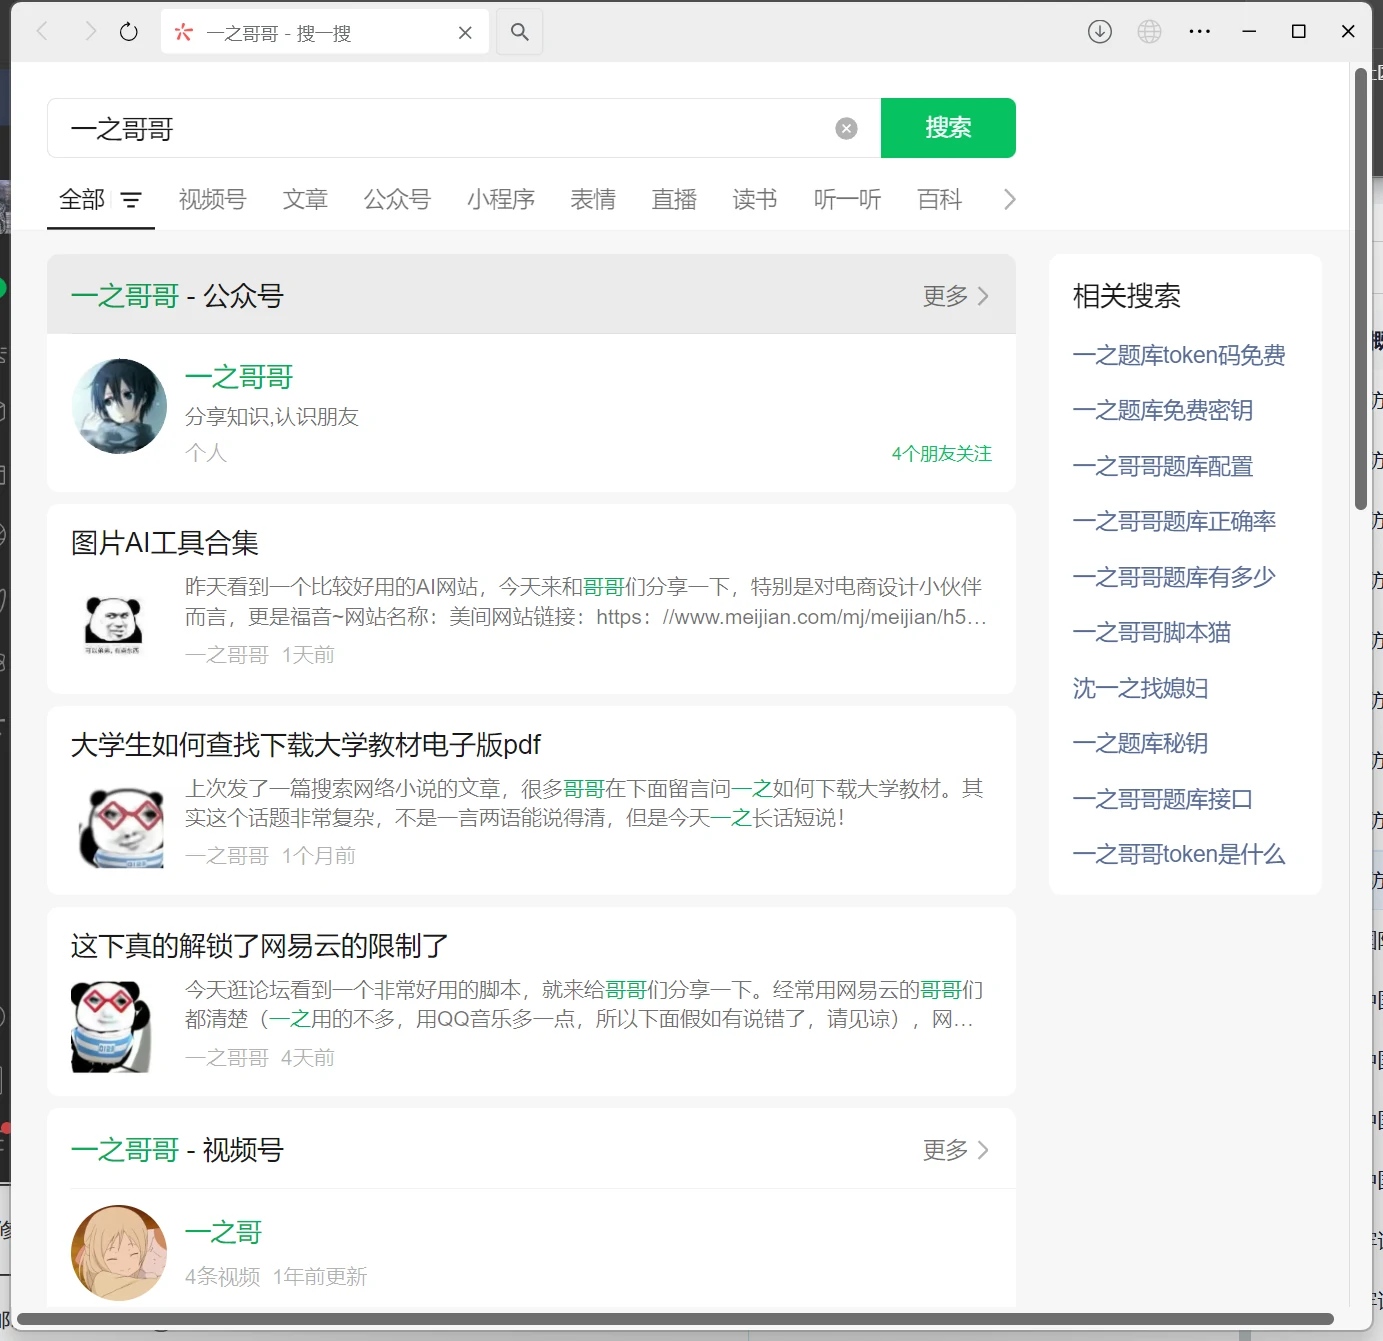 一之哥哥 - 搜一搜
一之哥哥
搜索
全部 视频号 文章 公众号 小程序 表情 直播 读书 听一听 百科
一之哥哥 - 公众号 更多
一之哥哥
分享知识,认识朋友
个人
4个朋友关注
图片AI工具合集
昨天看到一个比较好用的AI网站，今天来和哥哥们分享一下，特别是对电商设计小伙伴
而言，更是福音~网站名称：美间网站链接：https：//www.meijian.com/mj/meijian/h5...
一之哥哥 1天前
大学生如何查找下载大学教材电子版pdf
上次发了一篇搜索网络小说的文章，很多哥哥在下面留言问一之如何下载大学教材。其
实这个话题非常复杂，不是一言两语能说得清，但是今天一之长话短说！
一之哥哥 1个月前
这下真的解锁了网易云的限制了
今天逛论坛看到一个非常好用的脚本，就来给哥哥们分享一下。经常用网易云的哥哥们
都清楚（一之用的不多，用QQ音乐多一点，所以下面假如有说错了，请见谅），网...
一之哥哥 4天前
一之哥哥 - 视频号 更多
一之哥
4条视频 1年前更新
相关搜索
一之题库token码免费
一之题库免费密钥
一之哥哥题库配置
一之哥哥题库正确率
一之哥哥题库有多少
一之哥哥脚本猫
沈一之找媳妇
一之题库秘钥
一之哥哥题库接口
一之哥哥token是什么